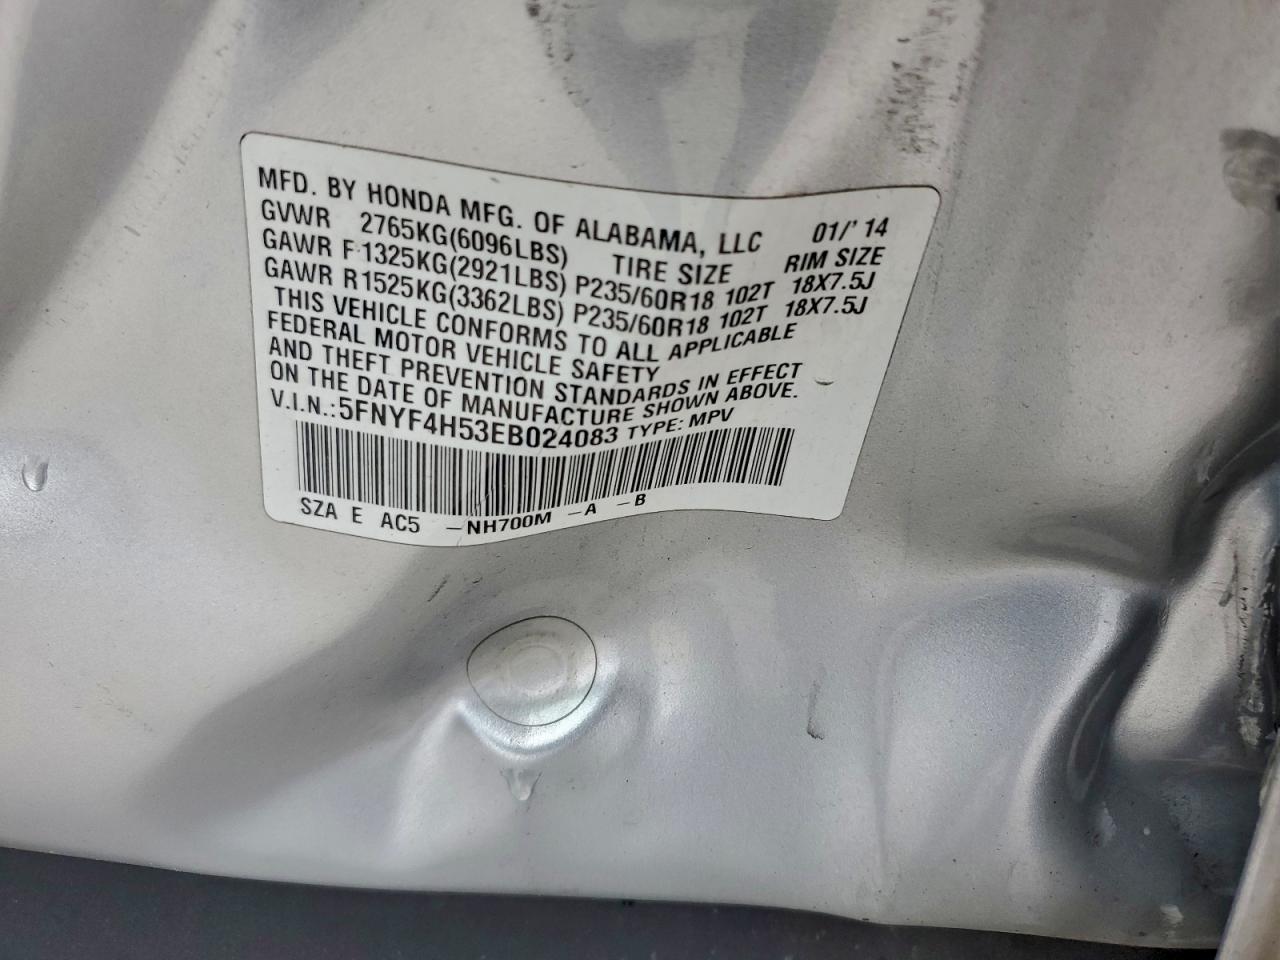 MFD. BY HONDA MFG. OF ALABAMA, LLC 01/'14
GVWR 2765KG(6096LBS) TIRE SIZE RIM SIZE
GAWR F 1325KG(2921LBS) P235/60R18 102T 18X7.5J
GAWR R1525KG(3362LBS) P235/60R18 102T 18X7.5J
THIS VEHICLE CONFORMS TO ALL APPLICABLE
FEDERAL MOTOR VEHICLE SAFETY
AND THEFT PREVENTION STANDARDS IN EFFECT
ON THE DATE OF MANUFACTURE SHOWN ABOVE.
V.I.N.:5FNYF4H53EB024083 TYPE: MPV
SZA E AC5 -NH700M -A -B